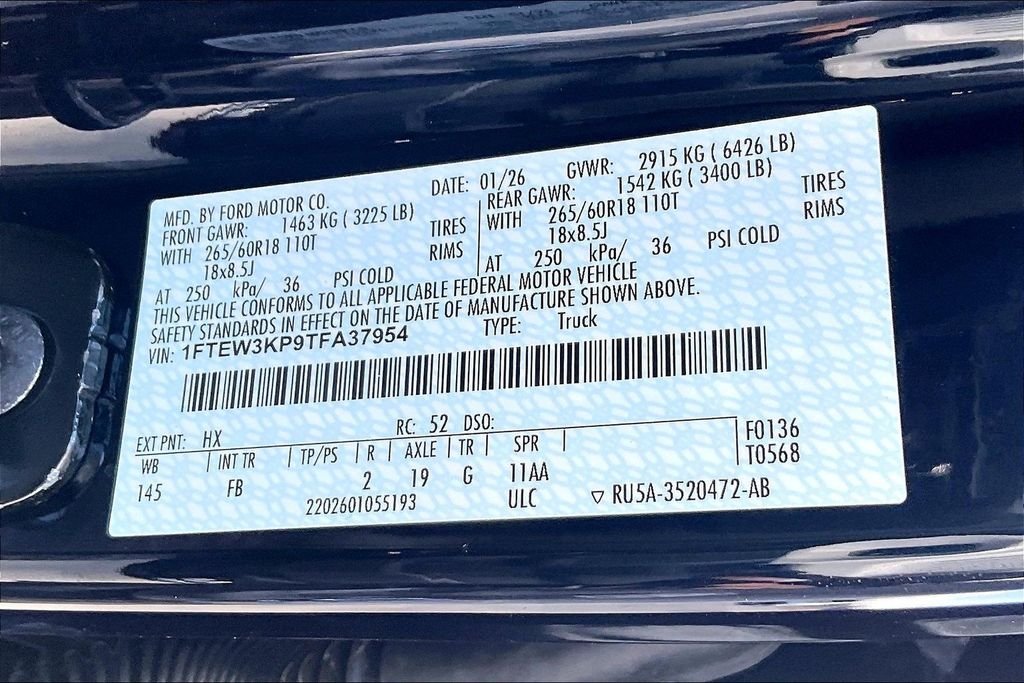 MFD. BY FORD MOTOR CO. DATE: 01/26 GVWR: 2915 KG ( 6426 LB)
FRONT GAWR: 1463 KG ( 3225 LB) REAR GAWR: 1542 KG ( 3400 LB)
WITH 265/60R18 110T TIRES WITH 265/60R18 110T TIRES
18x8.5J RIMS 18x8.5J RIMS
AT 250 kPa/ 36 PSI COLD AT 250 kPa/ 36 PSI COLD
THIS VEHICLE CONFORMS TO ALL APPLICABLE FEDERAL MOTOR VEHICLE
SAFETY STANDARDS IN EFFECT ON THE DATE OF MANUFACTURE SHOWN ABOVE.
VIN: 1FTEW3KP9TFA37954 TYPE: Truck
EXT PNT: HX RC: 52 DSO:
WB INT TR TP/PS R AXLE TR SPR F0136
145 FB 2 19 G 11AA T0568
2202601055193 ULC ▽ RU5A-3520472-AB